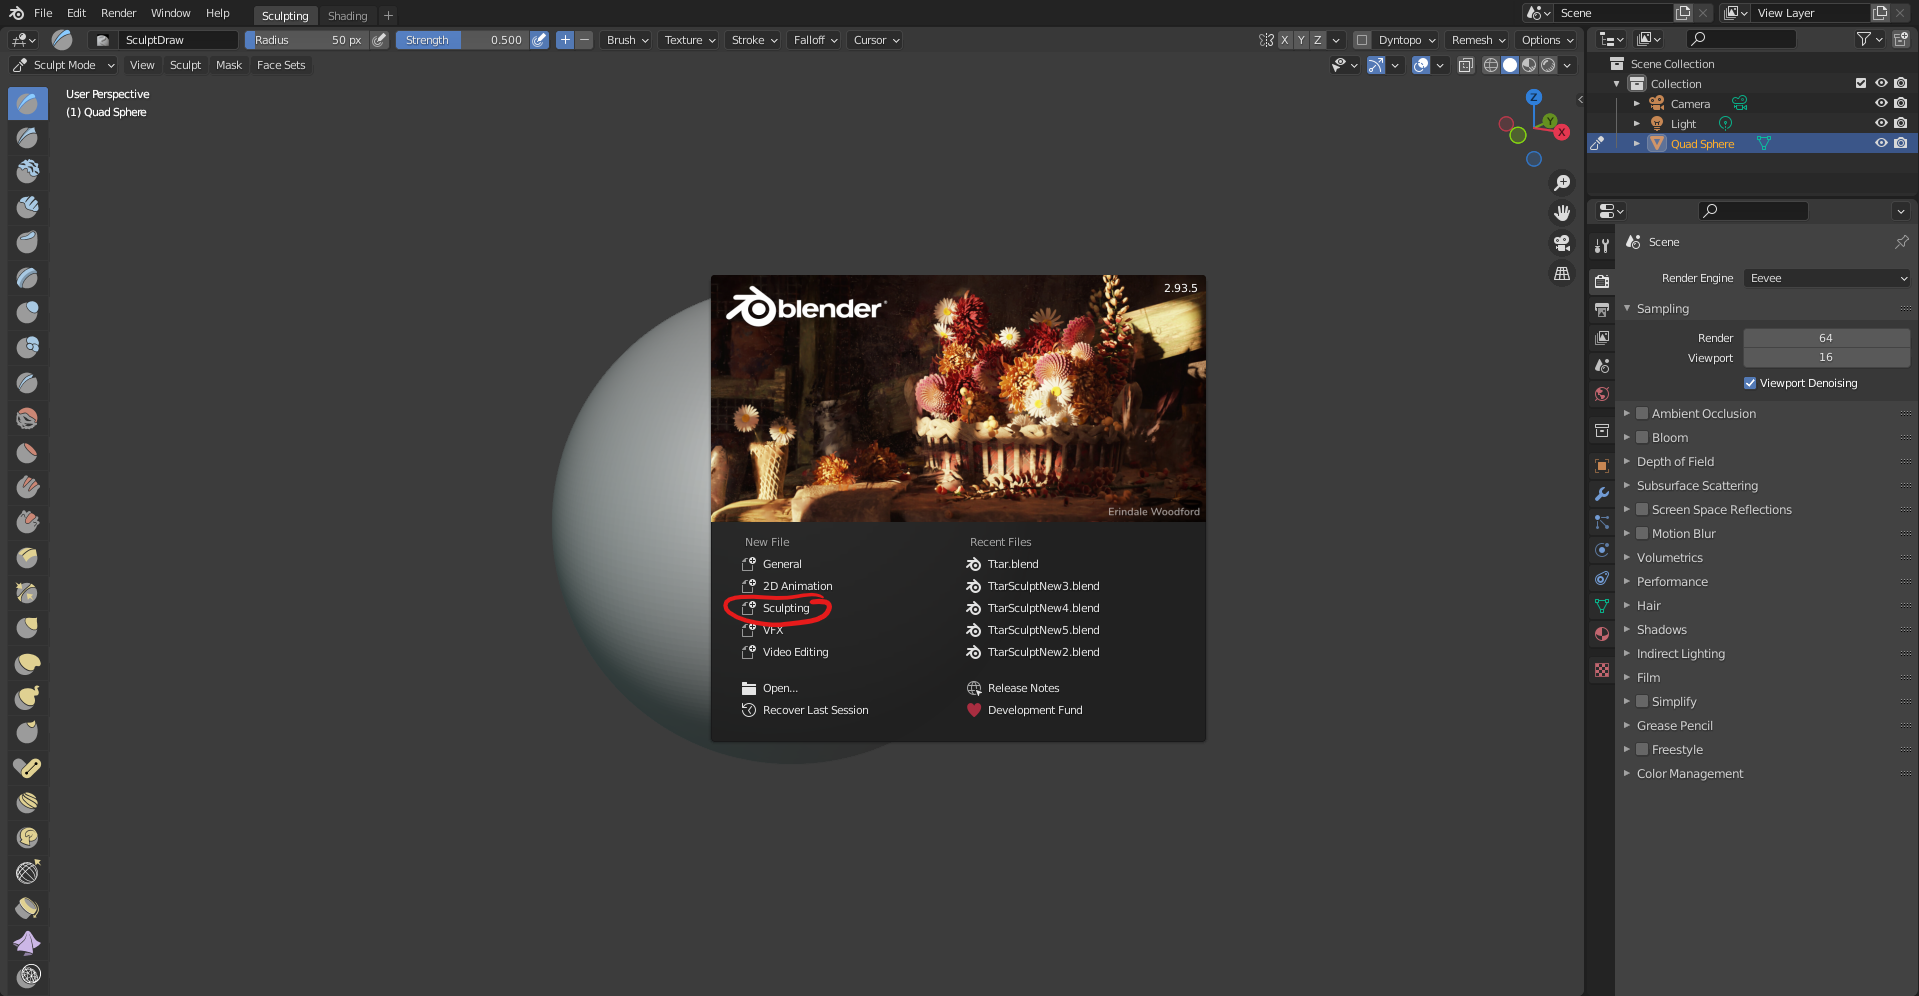 File Edit Render Window Help Sculpting Shading + Scene View Layer
SculptDraw Radius 50 px Strength 0.500 + − Brush Texture Stroke Falloff Cursor X Y Z Dyntopo Remesh Options
Sculpt Mode View Sculpt Mask Face Sets
User Perspective
(1) Quad Sphere
Z
Y
X
blender
2.93.5
Erindale Woodford
New File
General
2D Animation
Sculpting
VFX
Video Editing
Open...
Recover Last Session
Recent Files
Ttar.blend
TtarSculptNew3.blend
TtarSculptNew4.blend
TtarSculptNew5.blend
TtarSculptNew2.blend
Release Notes
Development Fund
Scene Collection
Collection
Camera
Light
Quad Sphere
Scene
Render Engine Eevee
Sampling
Render 64
Viewport 16
Viewport Denoising
Ambient Occlusion
Bloom
Depth of Field
Subsurface Scattering
Screen Space Reflections
Motion Blur
Volumetrics
Performance
Hair
Shadows
Indirect Lighting
Film
Simplify
Grease Pencil
Freestyle
Color Management